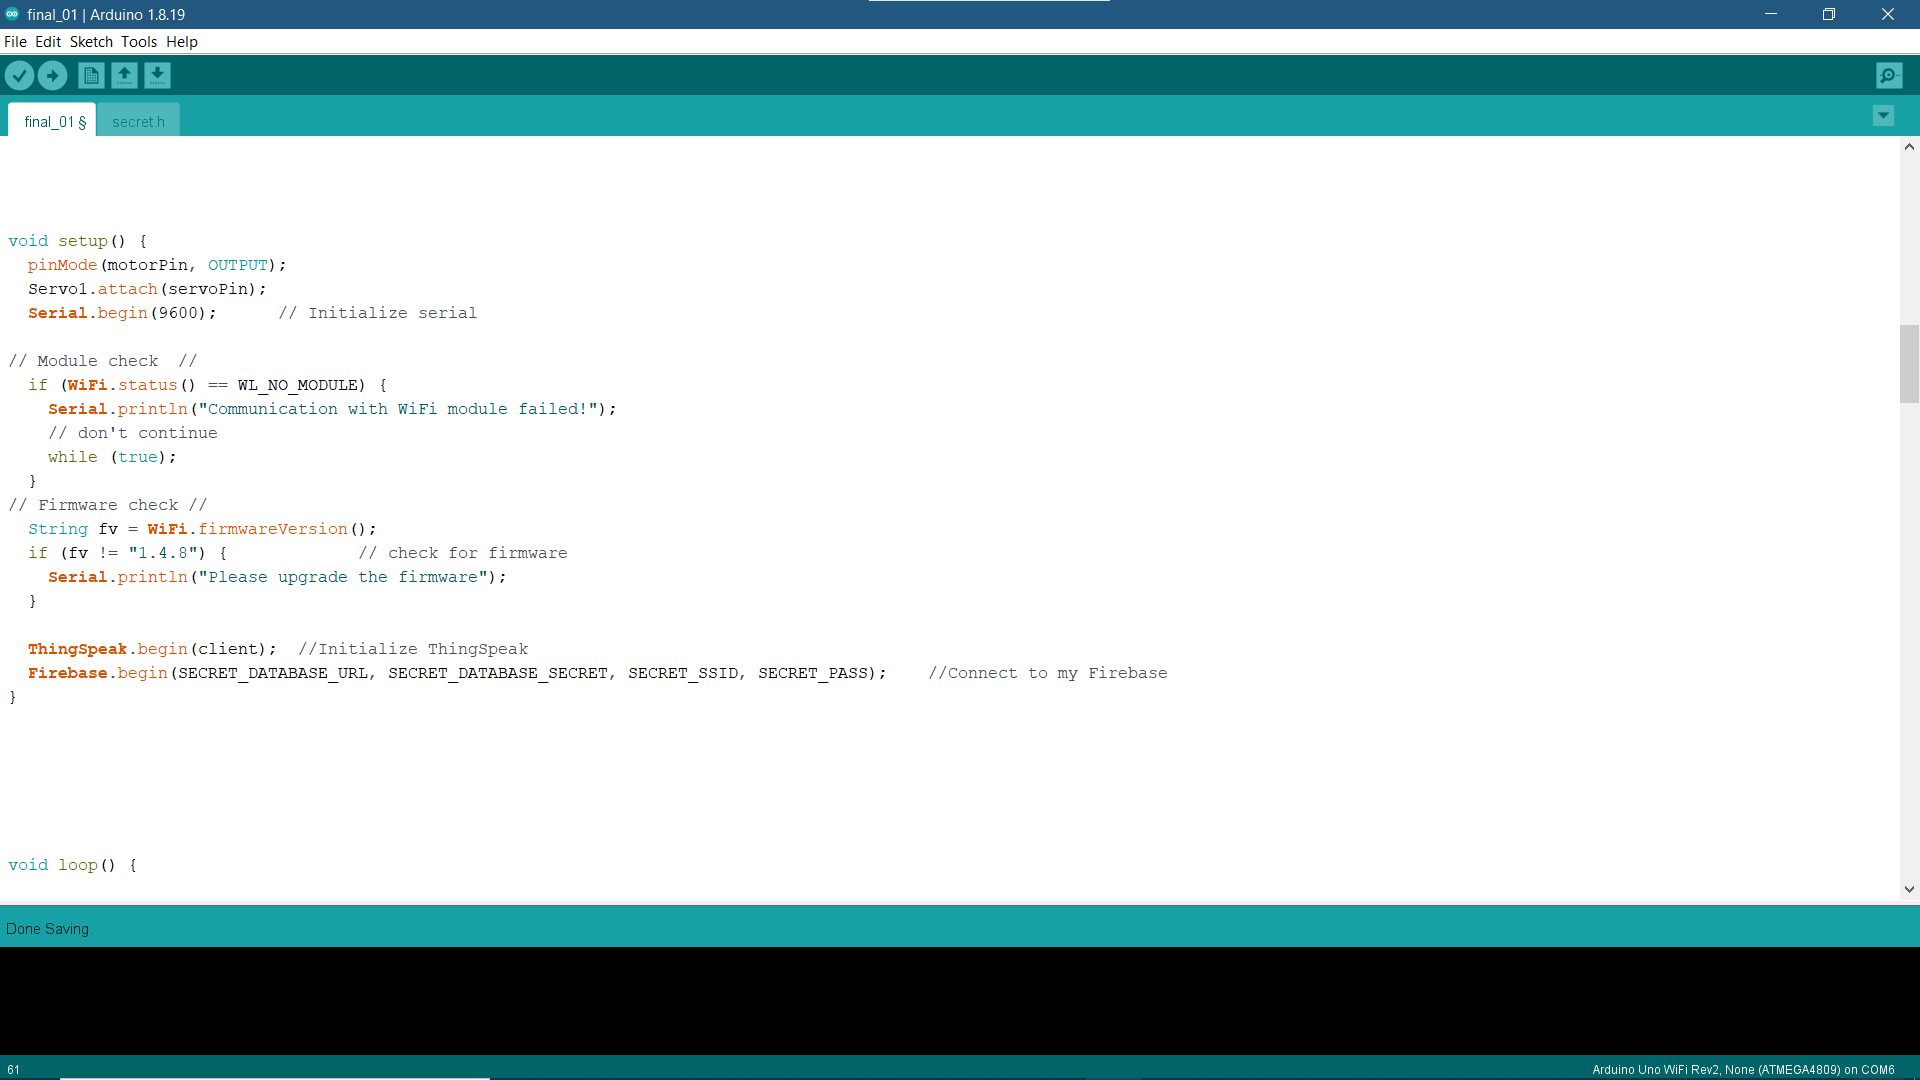 final_01 | Arduino 1.8.19
File Edit Sketch Tools Help
final_01 § secret.h
void setup() {
pinMode(motorPin, OUTPUT);
Servo1.attach(servoPin);
Serial.begin(9600); // Initialize serial
// Module check //
if (WiFi.status() == WL_NO_MODULE) {
Serial.println("Communication with WiFi module failed!");
// don't continue
while (true);
}
// Firmware check //
String fv = WiFi.firmwareVersion();
if (fv != "1.4.8") { // check for firmware
Serial.println("Please upgrade the firmware");
}
ThingSpeak.begin(client); //Initialize ThingSpeak
Firebase.begin(SECRET_DATABASE_URL, SECRET_DATABASE_SECRET, SECRET_SSID, SECRET_PASS); //Connect to my Firebase
}
void loop() {
Done Saving.
61 Arduino Uno WiFi Rev2, None (ATMEGA4809) on COM6